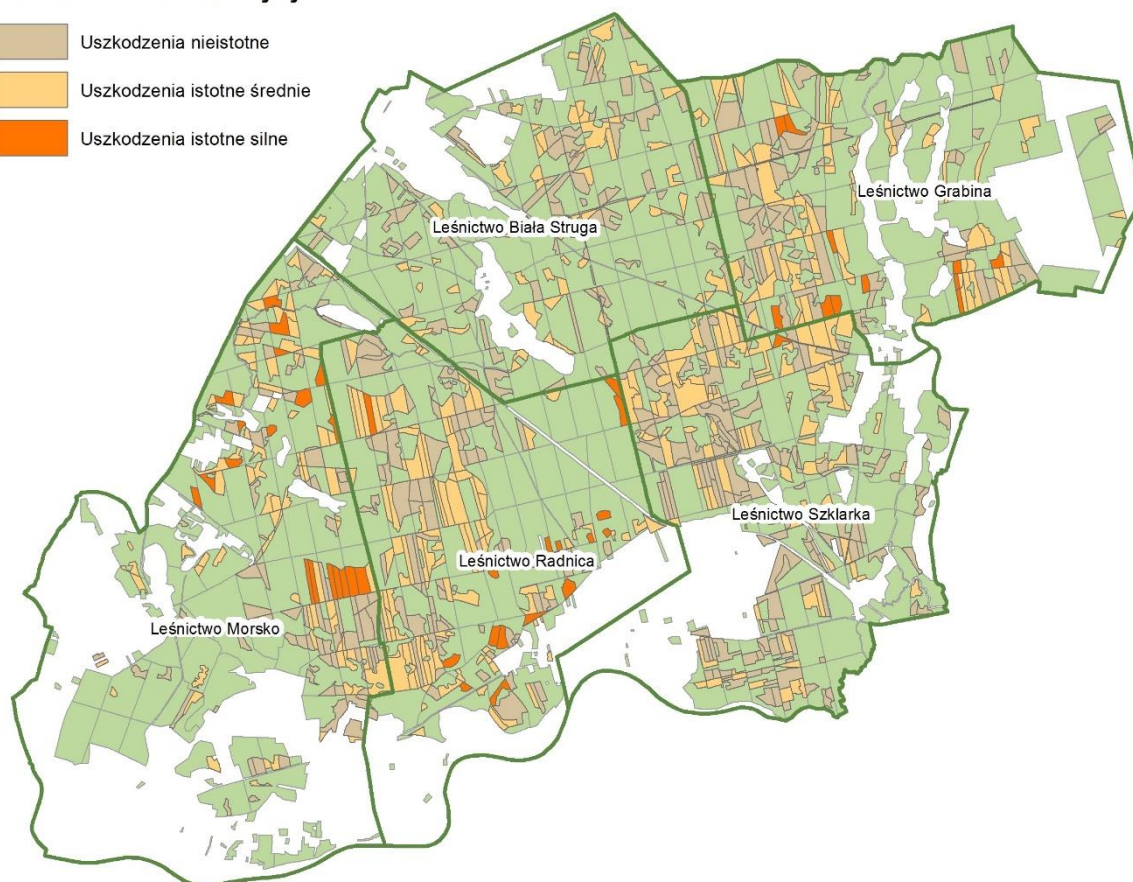 Uszkodzenia nieistotne
Uszkodzenia istotne średnie
Uszkodzenia istotne silne
Leśnictwo Grabina
Leśnictwo Biała Struga
Leśnictwo Szklarka
Leśnictwo Radnica
Leśnictwo Morsko